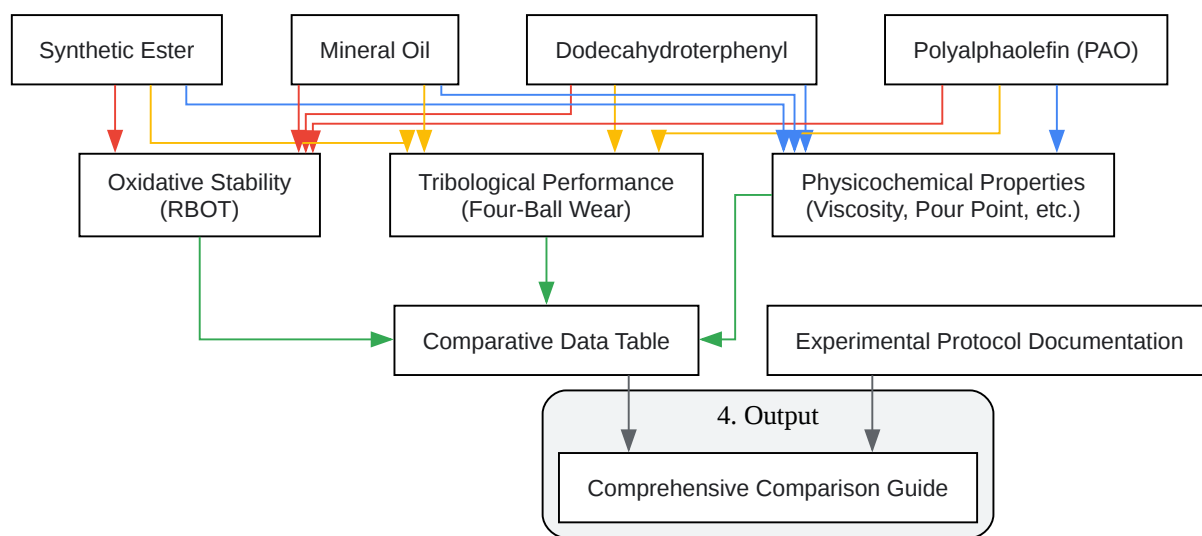 Synthetic Ester
Mineral Oil
Dodecahydroterphenyl
Polyalphaolefin (PAO)
Oxidative Stability
(RBOT)
Tribological Performance
(Four-Ball Wear)
Physicochemical Properties
(Viscosity, Pour Point, etc.)
Comparative Data Table
Experimental Protocol Documentation
4. Output
Comprehensive Comparison Guide